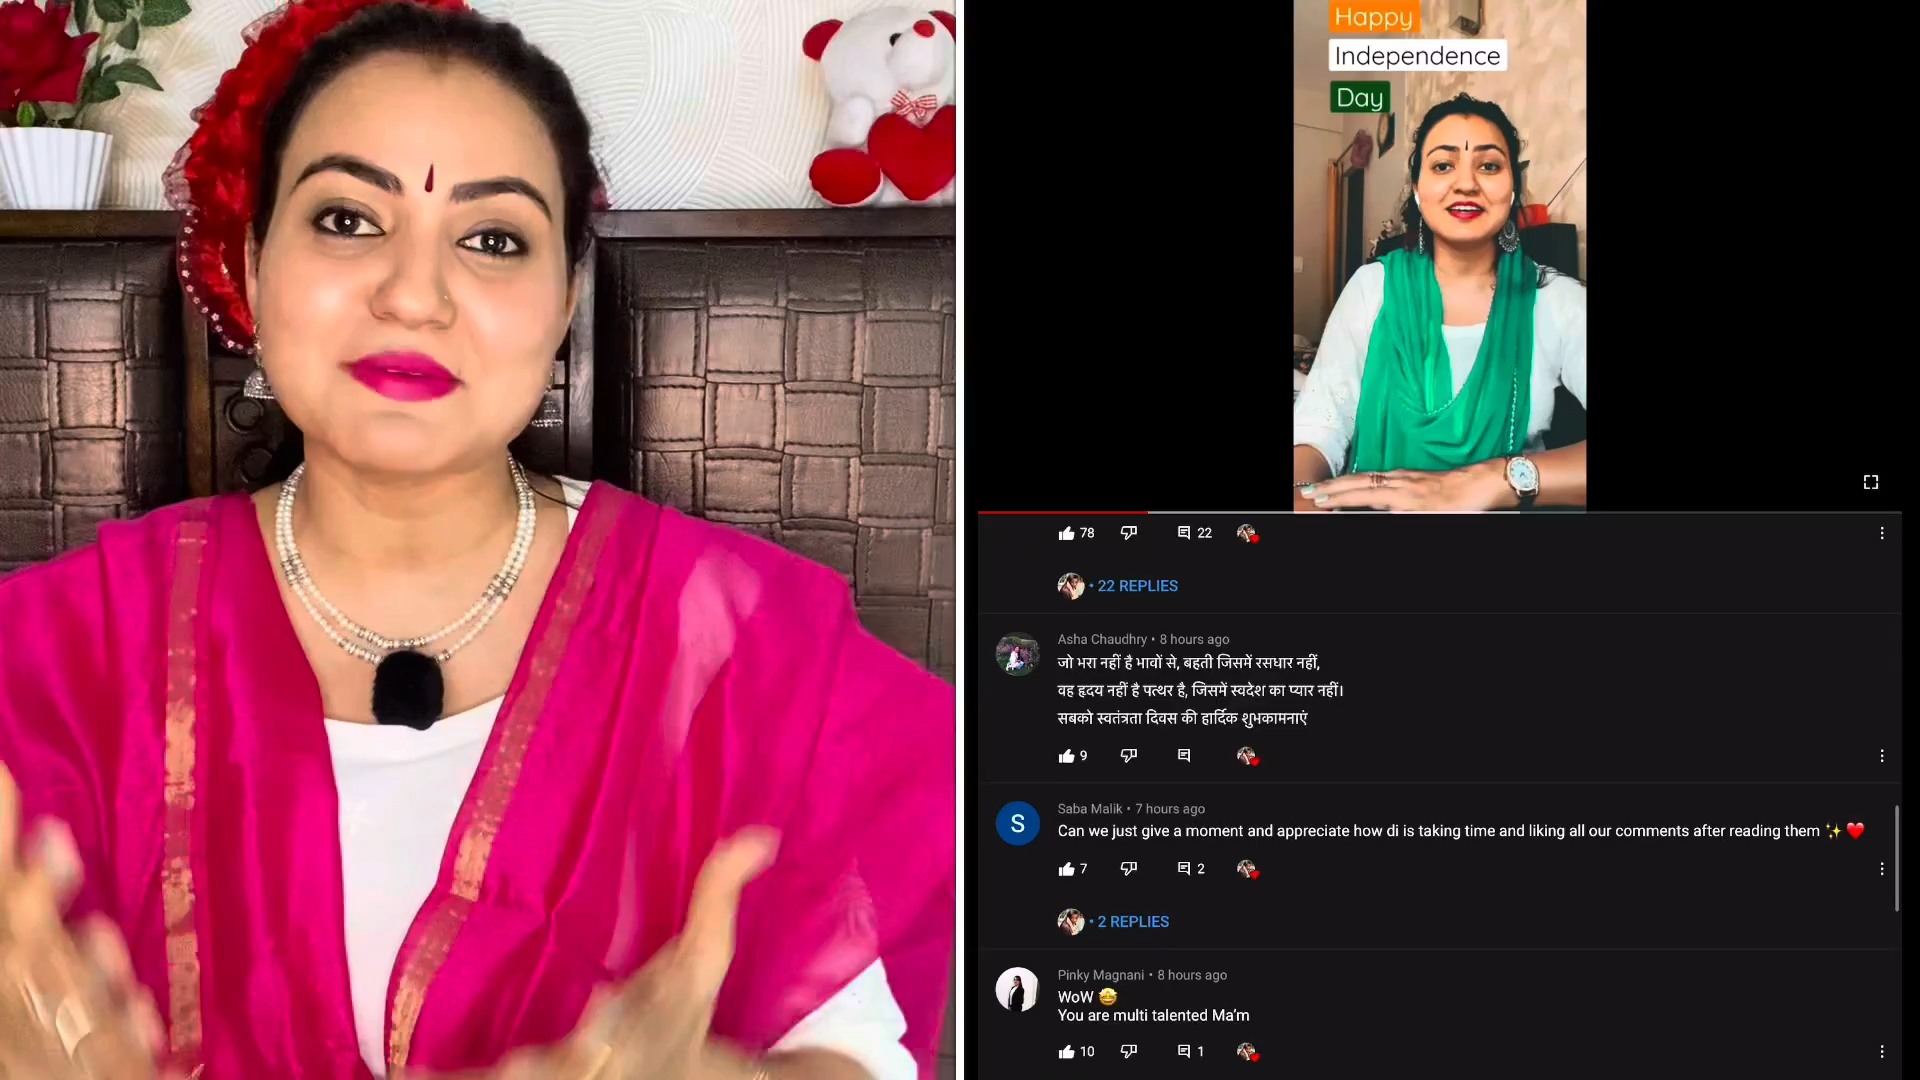 Happy
Independence
Day
78
22
• 22 REPLIES
Asha Chaudhry • 8 hours ago
जो भरा नहीं है भावों से, बहती जिसमें रसधार नहीं,
वह हृदय नहीं है पत्थर है, जिसमें स्वदेश का प्यार नहीं।
सबको स्वतंत्रता दिवस की हार्दिक शुभकामनाएं
9
S
Saba Malik • 7 hours ago
Can we just give a moment and appreciate how di is taking time and liking all our comments after reading them ✨ ❤️
7
2
• 2 REPLIES
Pinky Magnani • 8 hours ago
WoW 🤩
You are multi talented Ma'm
10
1